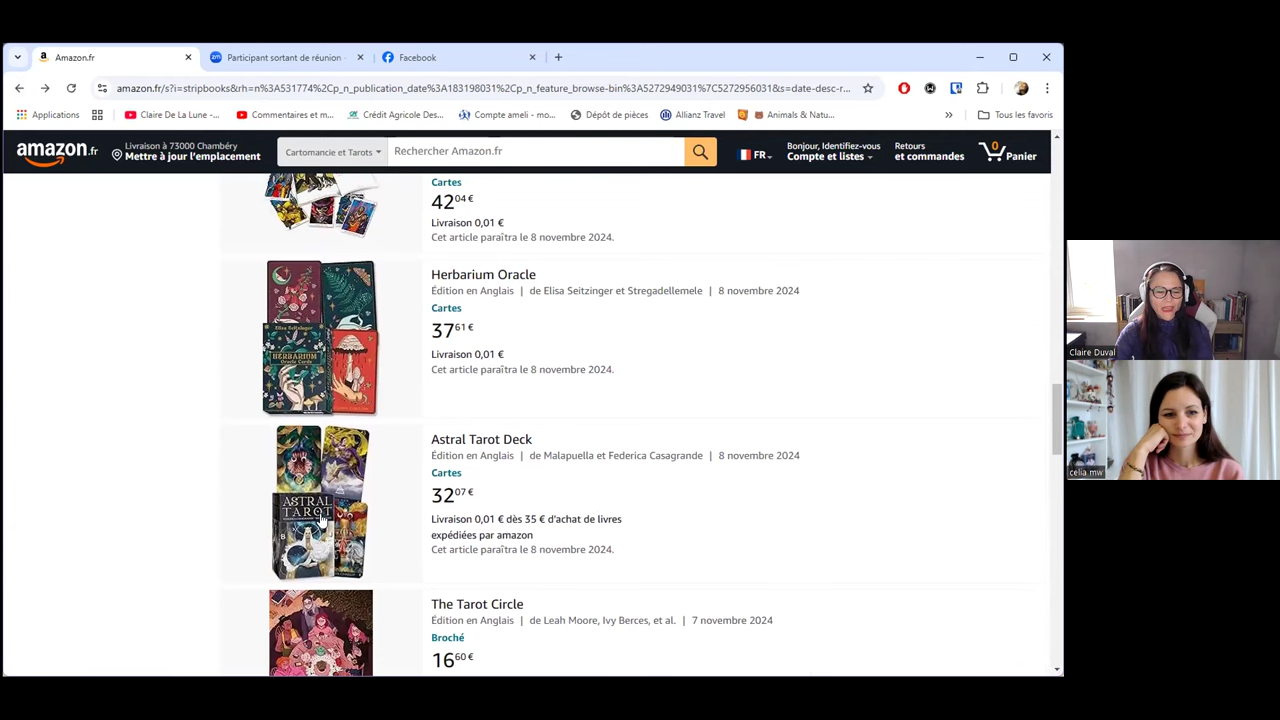 Amazon.fr
Participant sortant de réunion -
Facebook
amazon.fr/s?i=stripbooks&rh=n%3A531774%2Cp_n_publication_date%3A183198031%2Cp_n_feature_browse-bin%3A5272949031%7C5272956031&s=date-desc-r...
Applications
Claire De La Lune -...
Commentaires et m...
Crédit Agricole Des...
Compte ameli - mo...
Dépôt de pièces
Allianz Travel
Animals & Natu...
»
Tous les favoris
amazon.fr
Livraison à 73000 Chambéry
Mettre à jour l'emplacement
Cartomancie et Tarots
Rechercher Amazon.fr
FR
Bonjour, Identifiez-vous
Compte et listes
Retours
et commandes
0
Panier
Cartes
42 04 €
Livraison 0,01 €
Cet article paraîtra le 8 novembre 2024.
Herbarium Oracle
Édition en Anglais | de Elisa Seitzinger et Stregadellemele | 8 novembre 2024
Cartes
37 61 €
Livraison 0,01 €
Cet article paraîtra le 8 novembre 2024.
Elisa Seitzinger
HERBARIUM
Oracle Cards
Astral Tarot Deck
Édition en Anglais | de Malapuella et Federica Casagrande | 8 novembre 2024
Cartes
32 07 €
Livraison 0,01 € dès 35 € d'achat de livres
expédiées par amazon
Cet article paraîtra le 8 novembre 2024.
ASTRAL
TAROT
The Tarot Circle
Édition en Anglais | de Leah Moore, Ivy Berces, et al. | 7 novembre 2024
Broché
16 60 €
Claire Duval
celia mw